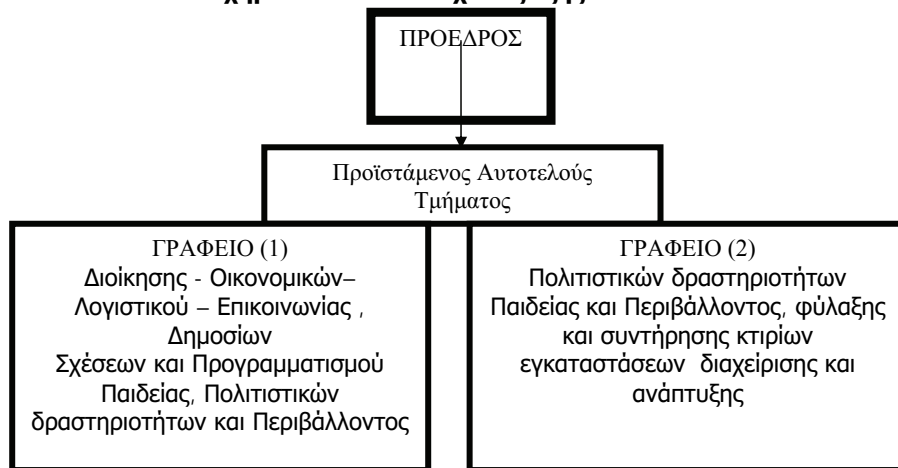 ΠΡΟΕΔΡΟΣ
Προϊστάμενος Αυτοτελούς
Τμήματος
ΓΡΑΦΕΙΟ (1)
Διοίκησης - Οικονομικών–
Λογιστικού – Επικοινωνίας ,
Δημοσίων
Σχέσεων και Προγραμματισμού
Παιδείας, Πολιτιστικών
δραστηριοτήτων και Περιβάλλοντος
ΓΡΑΦΕΙΟ (2)
Πολιτιστικών δραστηριοτήτων
Παιδείας και Περιβάλλοντος, φύλαξης
και συντήρησης κτιρίων
εγκαταστάσεων διαχείρισης και
ανάπτυξης